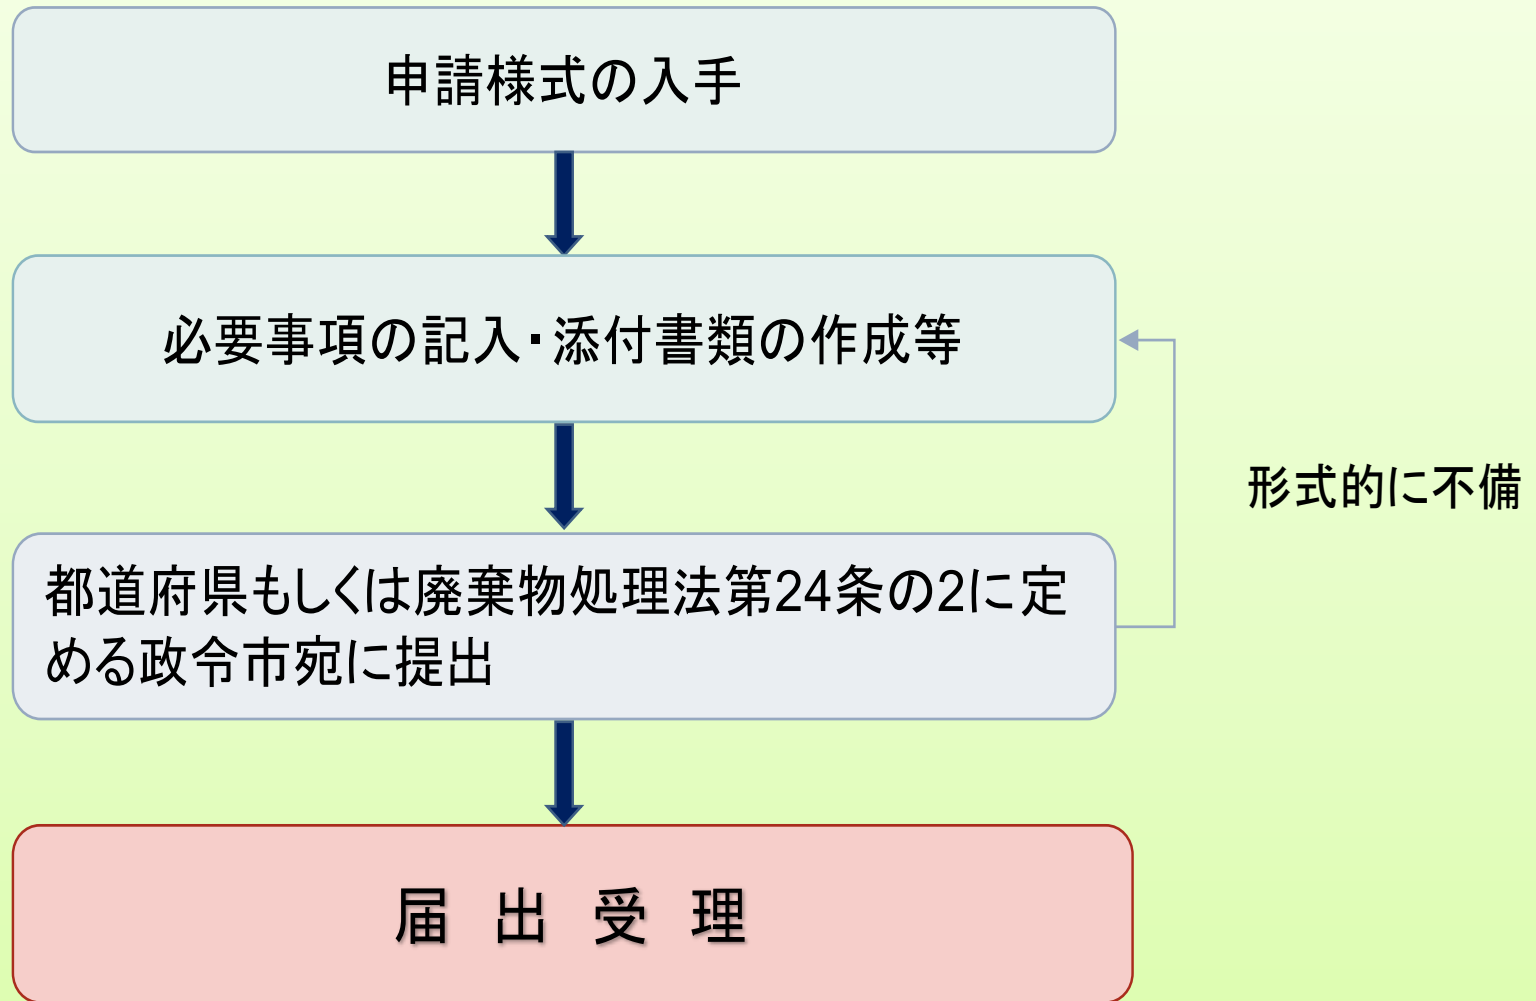 申請様式の入手
必要事項の記入・添付書類の作成等
形式的に不備
都道府県もしくは廃棄物処理法第24条の2に定
める政令市宛に提出
届 出 受 理